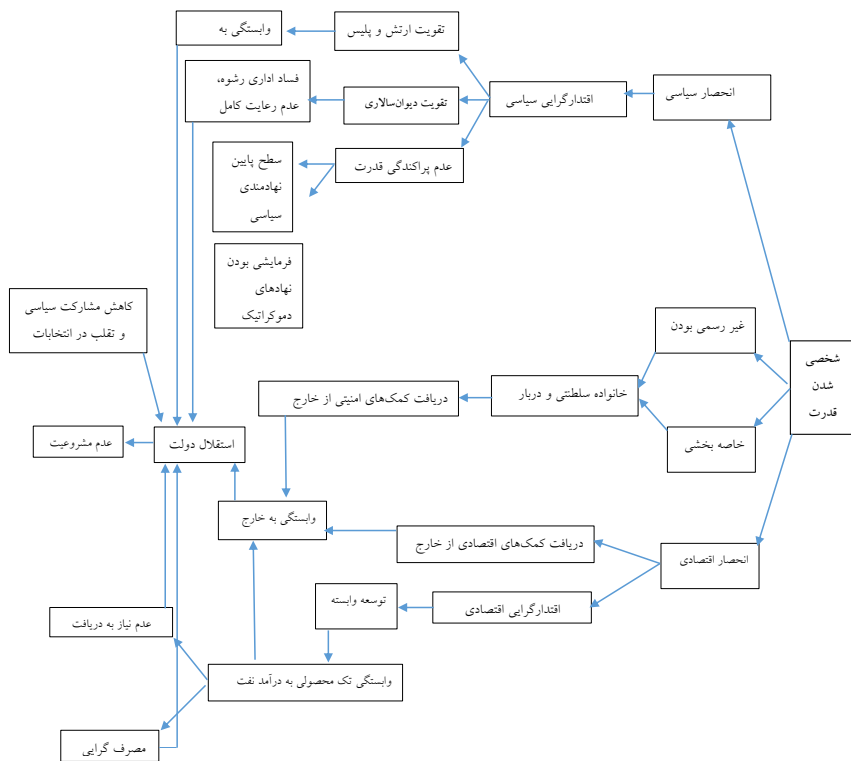 وابستگی به
تقویت ارتش و پلیس
فساد اداری رشوه،
عدم رعایت کامل
تقویت دیوان‌سالاری
اقتدارگرایی سیاسی
انحصار سیاسی
عدم پراکندگی قدرت
سطح پایین
نهادمندی
سیاسی
فرمایشی بودن
نهادهای
دموکراتیک
کاهش مشارکت سیاسی
و تقلب در انتخابات
غیر رسمی بودن
شخصی
شدن
قدرت
خانواده سلطنتی و دربار
دریافت کمک‌های امنیتی از خارج
خاصه بخشی
استقلال دولت
عدم مشروعیت
وابستگی به خارج
دریافت کمک‌های اقتصادی از خارج
انحصار اقتصادی
توسعه وابسته
اقتدارگرایی اقتصادی
عدم نیاز به دریافت
وابستگی تک محصولی به درآمد نفت
مصرف گرایی